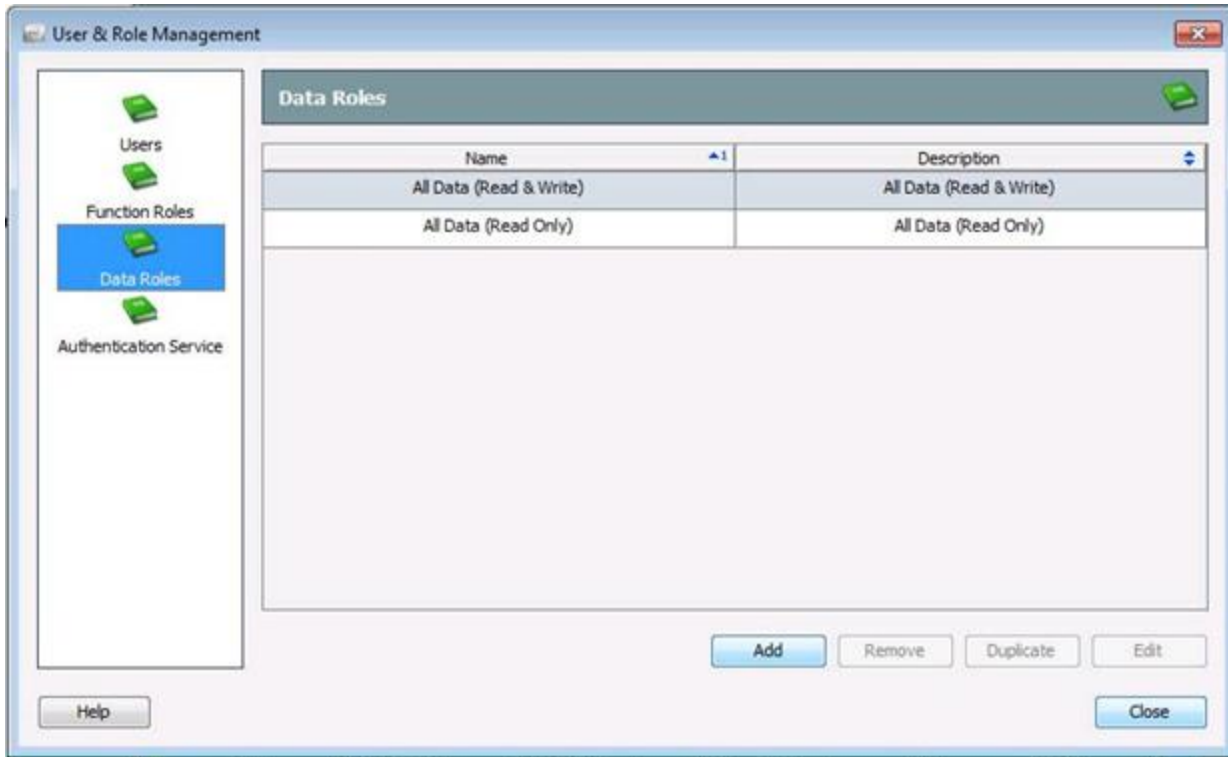 User & Role Management
Users
Function Roles
Data Roles
Authentication Service
Data Roles
Name 1 Description
All Data (Read & Write) All Data (Read & Write)
All Data (Read Only) All Data (Read Only)
Add Remove Duplicate Edit
Help Close